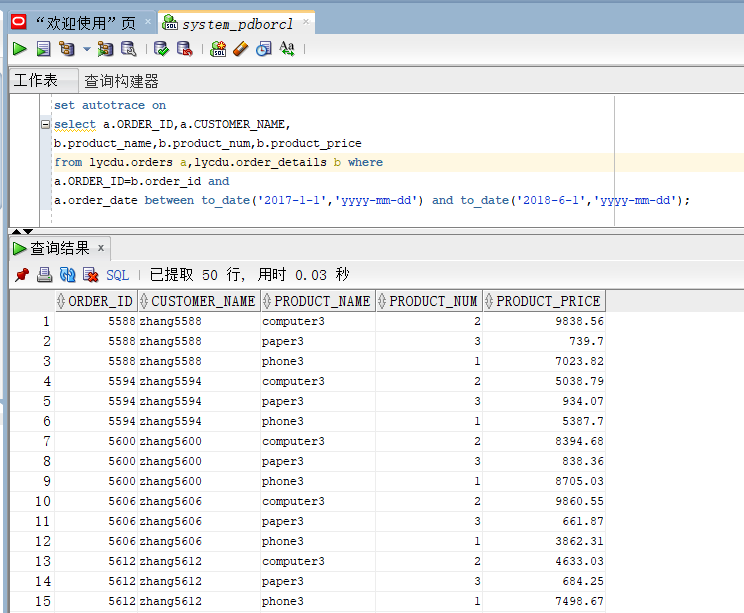 “欢迎使用”页 × system_pdborcl ×
SQL Aa
工作表 查询构建器
set autotrace on
select a.ORDER_ID,a.CUSTOMER_NAME,
b.product_name,b.product_num,b.product_price
from lycdu.orders a,lycdu.order_details b where
a.ORDER_ID=b.order_id and
a.order_date between to_date('2017-1-1','yyyy-mm-dd') and to_date('2018-6-1','yyyy-mm-dd');
查询结果 ×
SQL | 已提取 50 行, 用时 0.03 秒
ORDER_ID CUSTOMER_NAME PRODUCT_NAME PRODUCT_NUM PRODUCT_PRICE
1 5588 zhang5588 computer3 2 9838.56
2 5588 zhang5588 paper3 3 739.7
3 5588 zhang5588 phone3 1 7023.82
4 5594 zhang5594 computer3 2 5038.79
5 5594 zhang5594 paper3 3 934.07
6 5594 zhang5594 phone3 1 5387.7
7 5600 zhang5600 computer3 2 8394.68
8 5600 zhang5600 paper3 3 838.36
9 5600 zhang5600 phone3 1 8705.03
10 5606 zhang5606 computer3 2 9860.55
11 5606 zhang5606 paper3 3 661.87
12 5606 zhang5606 phone3 1 3862.31
13 5612 zhang5612 computer3 2 4633.03
14 5612 zhang5612 paper3 3 684.25
15 5612 zhang5612 phone3 1 7498.67